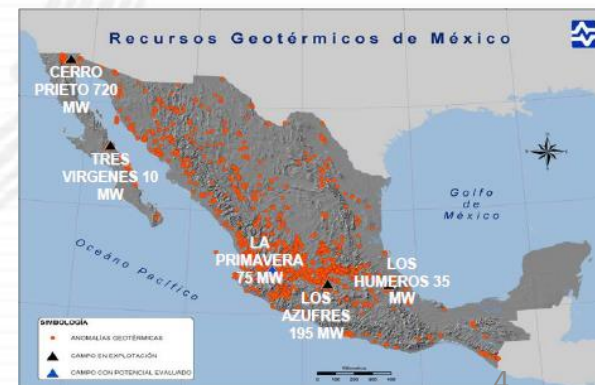 Recursos Geotérmicos de México
CERRO
PRIETO 720
MW
TRES
VIRGENES 10
MW
Golfo
de
México
Océano Pacífico
LA
PRIMAVERA
75 MW
LOS
HUMEROS 35
MW
LOS
AZUFRES
195 MW
SIMBOLOGÍA
ANOMALÍAS GEOTÉRMICAS
CAMPO EN EXPLOTACIÓN
CAMPO CON POTENCIAL EVALUADO
4